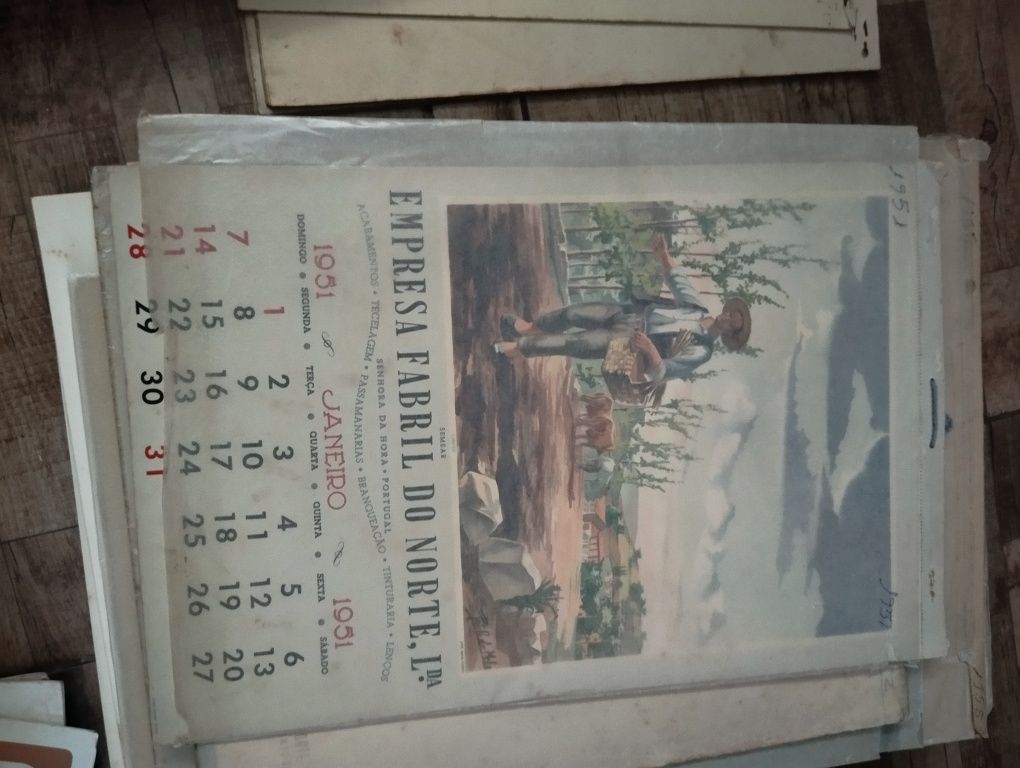 1951
1951
SEMEAR
EMPRESA FABRIL DO NORTE, L.DA
SENHORA DA HORA • PORTUGAL
ACABAMENTOS • TECELAGEM • PASSAMANARIAS • BRANQUEAÇÃO • TINTURARIA • LENÇOS
1951 JANEIRO 1951
DOMINGO • SEGUNDA • TERÇA • QUARTA • QUINTA • SEXTA • SÁBADO
1 2 3 4 5 6
7 8 9 10 11 12 13
14 15 16 17 18 19 20
21 22 23 24 25 26 27
28 29 30 31